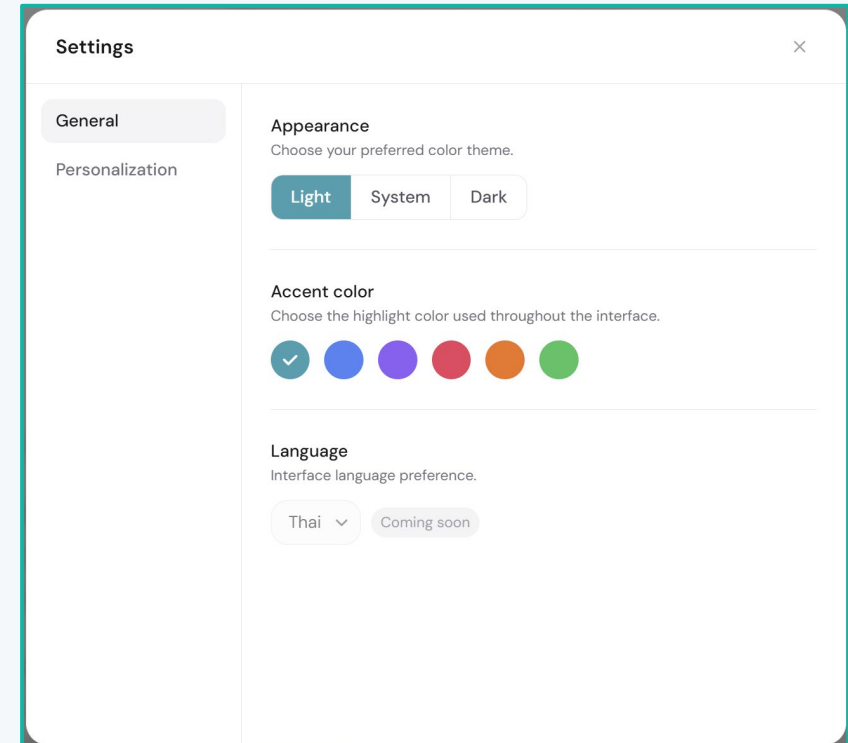 Settings
General
Personalization
Appearance
Choose your preferred color theme.
Light System Dark
Accent color
Choose the highlight color used throughout the interface.
Language
Interface language preference.
Thai Coming soon